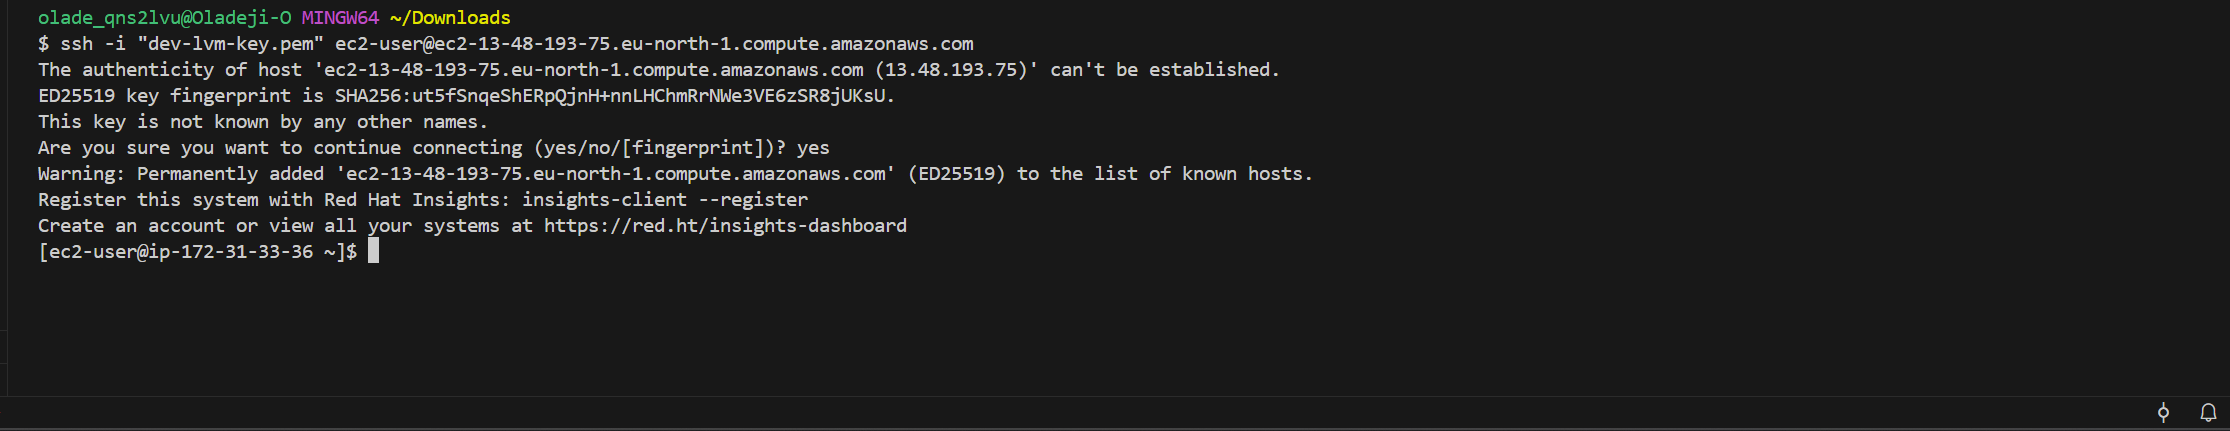 olade_qns2lvu@Oladeji-O MINGW64 ~/Downloads
$ ssh -i "dev-lvm-key.pem" ec2-user@ec2-13-48-193-75.eu-north-1.compute.amazonaws.com
The authenticity of host 'ec2-13-48-193-75.eu-north-1.compute.amazonaws.com (13.48.193.75)' can't be established.
ED25519 key fingerprint is SHA256:ut5fSnqeShERpQjnH+nnLHChmRrNWe3VE6zSR8jUKsU.
This key is not known by any other names.
Are you sure you want to continue connecting (yes/no/[fingerprint])? yes
Warning: Permanently added 'ec2-13-48-193-75.eu-north-1.compute.amazonaws.com' (ED25519) to the list of known hosts.
Register this system with Red Hat Insights: insights-client --register
Create an account or view all your systems at https://red.ht/insights-dashboard
[ec2-user@ip-172-31-33-36 ~]$